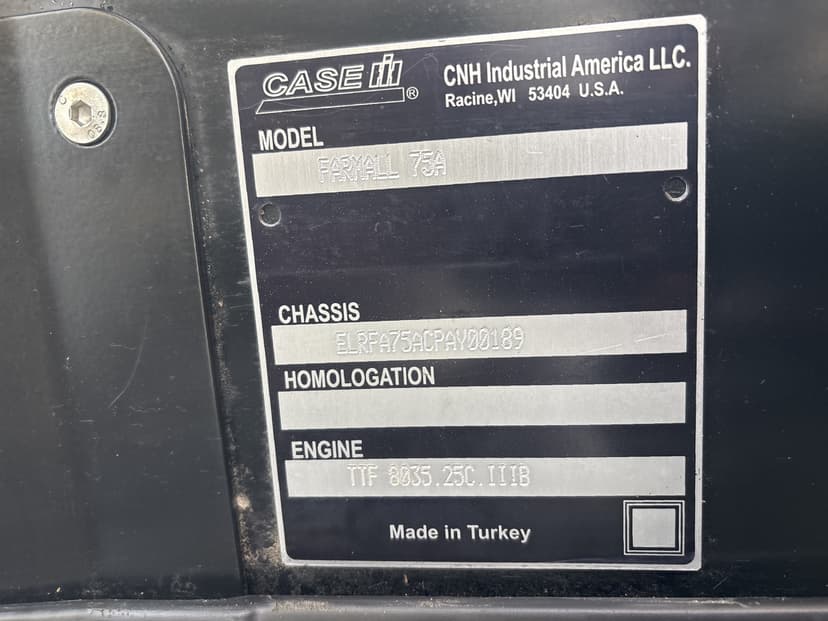 CASE IH ®
CNH Industrial America LLC.
Racine,WI 53404 U.S.A.
MODEL
FARMALL 75A
CHASSIS
ELRFA75ACPAY00189
HOMOLOGATION
ENGINE
TTF 8035.25C.IIIB
Made in Turkey